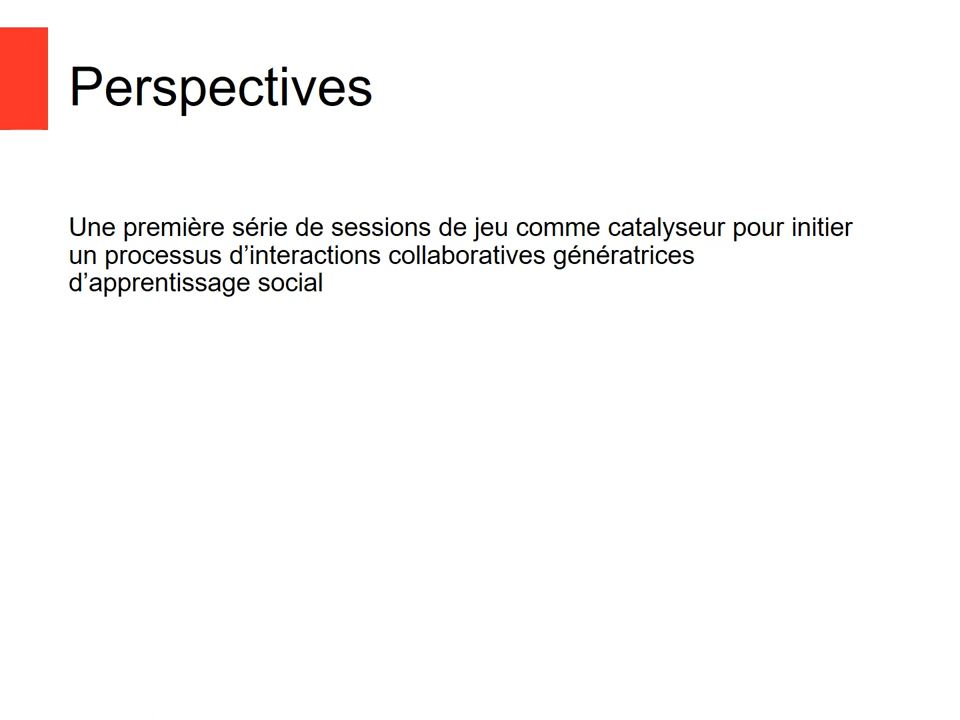 Perspectives
Une première série de sessions de jeu comme catalyseur pour initier
un processus d’interactions collaboratives génératrices
d’apprentissage social